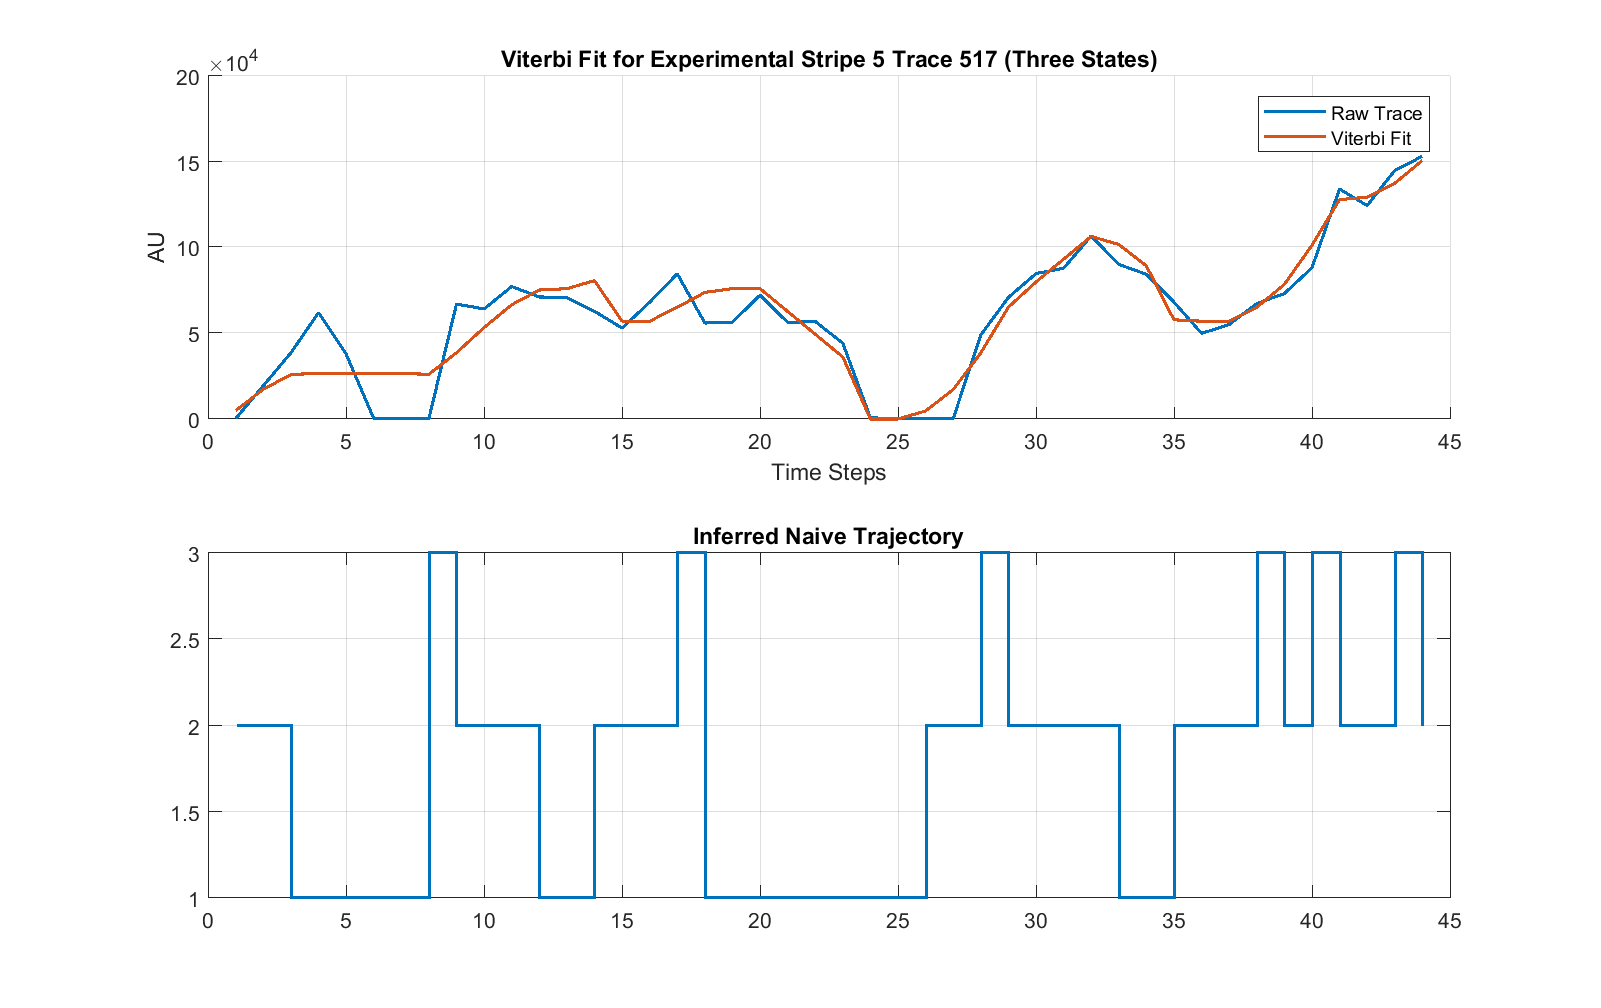 Viterbi Fit for Experimental Stripe 5 Trace 517 (Three States)
×10⁴
20
15
10
5
0
AU
Raw Trace
Viterbi Fit
0 5 10 15 20 25 30 35 40 45
Time Steps
Inferred Naive Trajectory
3
2.5
2
1.5
1
0 5 10 15 20 25 30 35 40 45